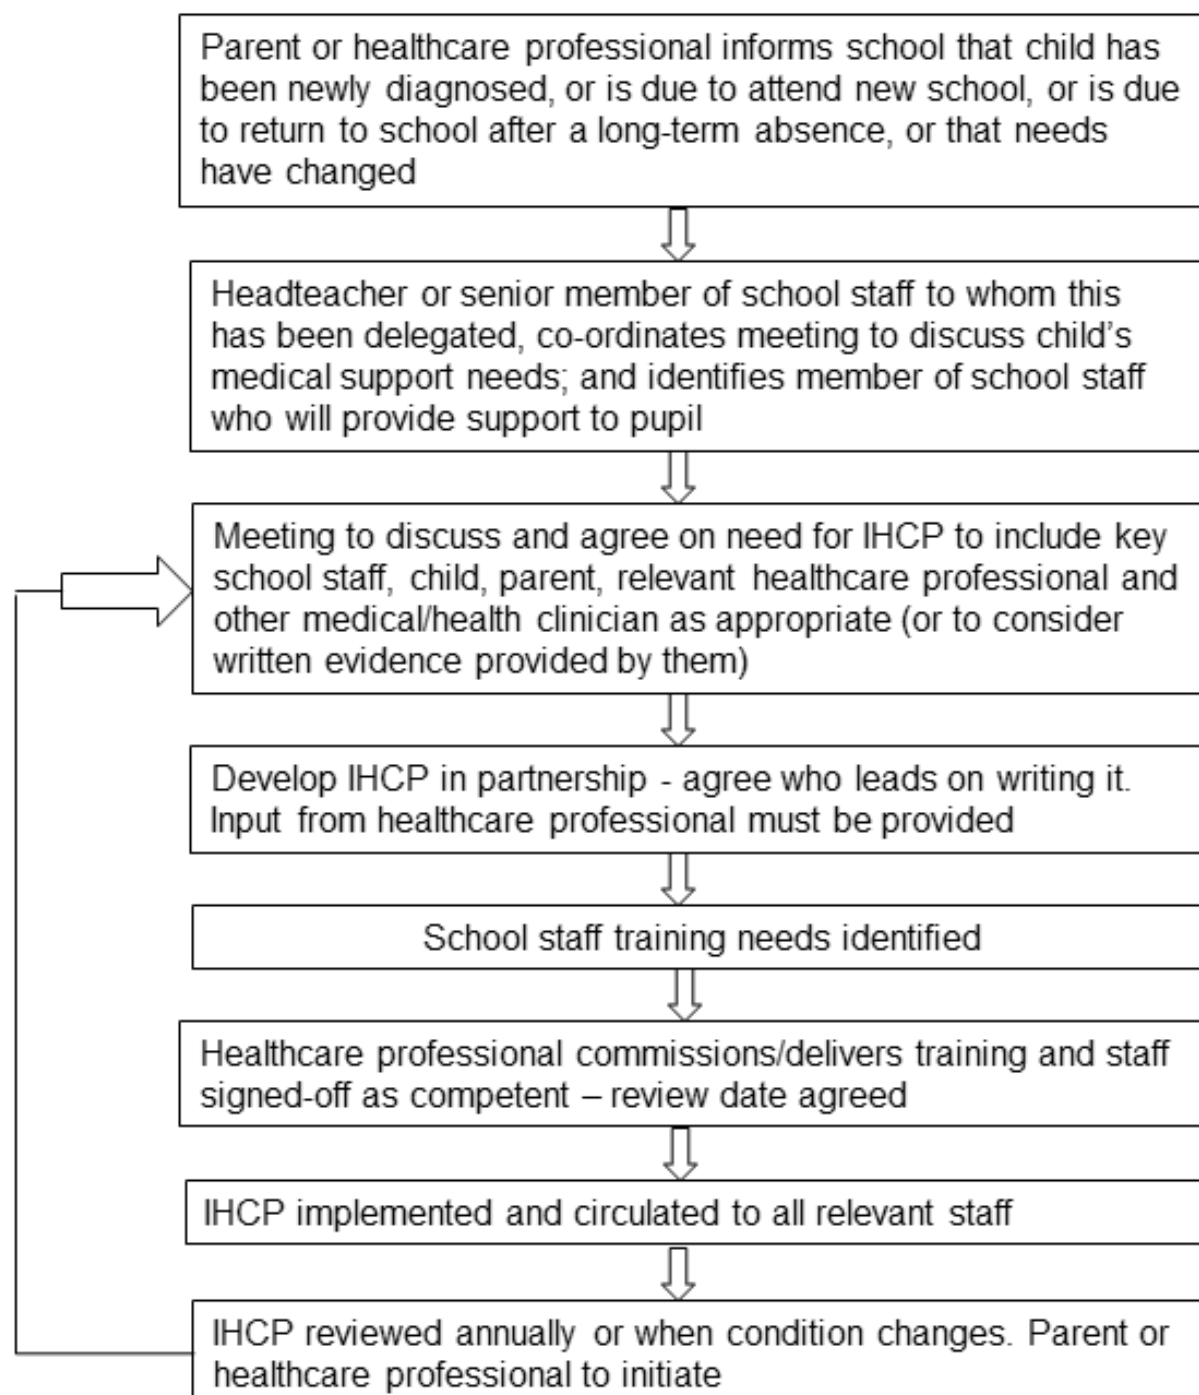 Parent or healthcare professional informs school that child has
been newly diagnosed, or is due to attend new school, or is due
to return to school after a long-term absence, or that needs
have changed
Headteacher or senior member of school staff to whom this
has been delegated, co-ordinates meeting to discuss child's
medical support needs; and identifies member of school staff
who will provide support to pupil
Meeting to discuss and agree on need for IHCP to include key
school staff, child, parent, relevant healthcare professional and
other medical/health clinician as appropriate (or to consider
written evidence provided by them)
Develop IHCP in partnership - agree who leads on writing it.
Input from healthcare professional must be provided
School staff training needs identified
Healthcare professional commissions/delivers training and staff
signed-off as competent – review date agreed
IHCP implemented and circulated to all relevant staff
IHCP reviewed annually or when condition changes. Parent or
healthcare professional to initiate